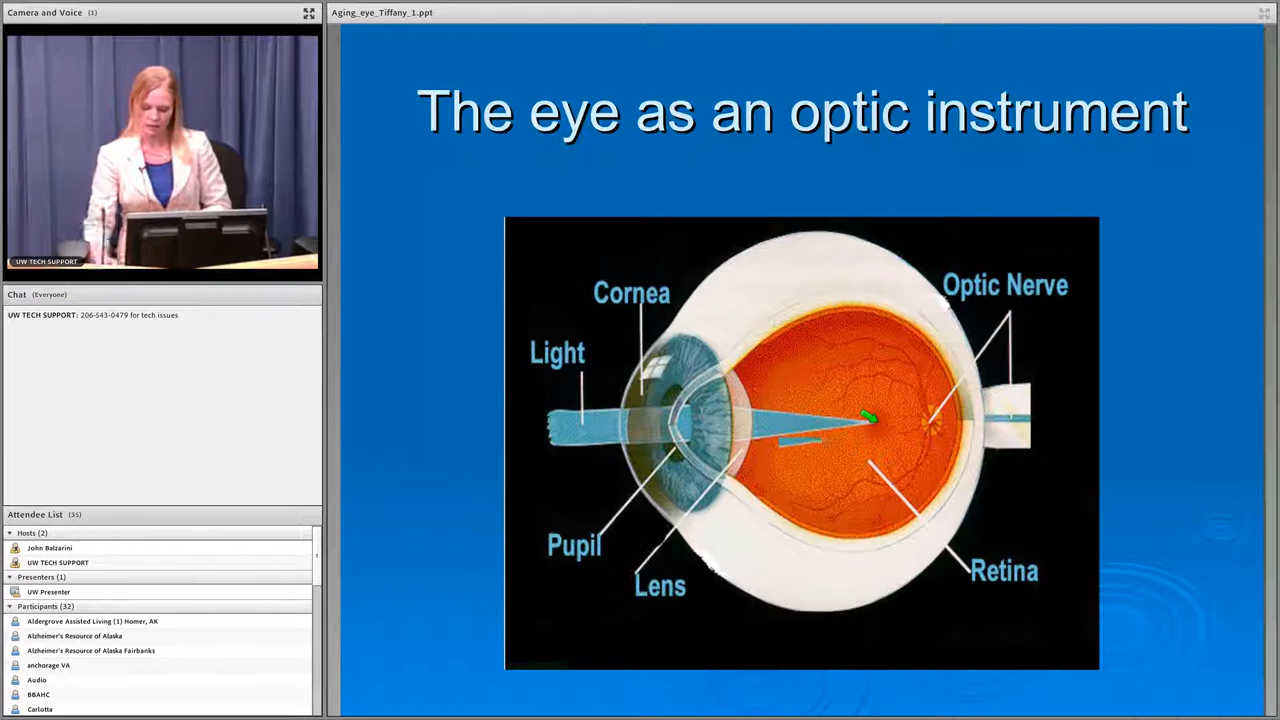 Camera and Voice (1)
UW TECH SUPPORT
Chat (Everyone)
UW TECH SUPPORT: 206-543-0479 for tech issues
Attendee List (35)
Hosts (2)
John Balzarini
UW TECH SUPPORT
Presenters (1)
UW Presenter
Participants (32)
Aldergrove Assisted Living (1) Homer, AK
Alzheimer's Resource of Alaska
Alzheimer's Resource of Alaska Fairbanks
anchorage VA
Audio
BBAHC
Carlotta
Aging_eye_Tiffany_1.ppt
The eye as an optic instrument
Cornea
Optic Nerve
Light
Pupil
Lens
Retina